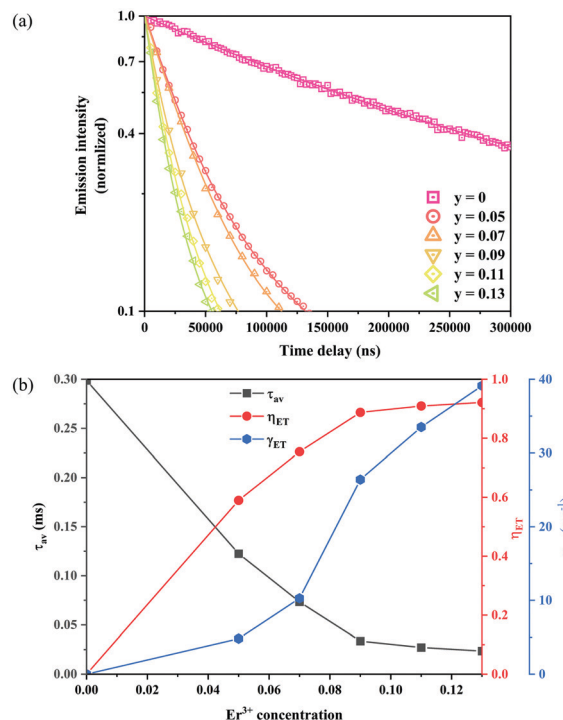 (a)
1.0
0.7
0.4
0.1
Emission intensity
(normlized)
y = 0
y = 0.05
y = 0.07
y = 0.09
y = 0.11
y = 0.13
0 50000 100000 150000 200000 250000 300000
Time delay (ns)
(b)
0.30
0.25
0.20
0.15
0.10
0.05
0.00
τav (ms)
τav
ηET
γET
1.0
0.8
0.6
0.4
0.2
0.0
ηET
40
30
20
10
0
0.00 0.02 0.04 0.06 0.08 0.10 0.12
Er³⁺ concentration